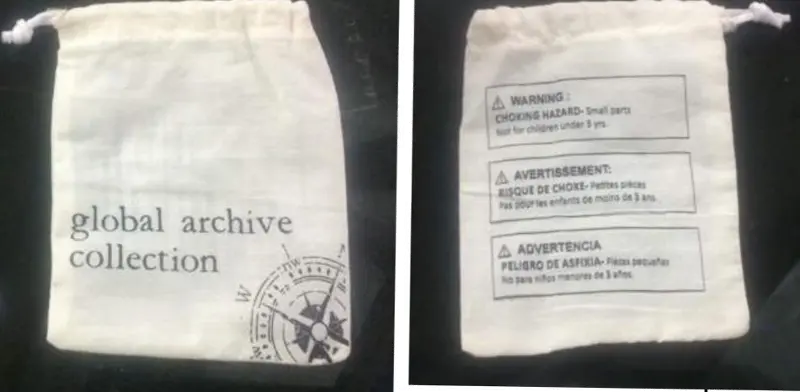 global archive
collection
W
NW
W
⚠ WARNING :
CHOKING HAZARD- Small parts
Not for children under 3 yrs.
⚠ AVERTISSEMENT:
RISQUE DE CHOKE- Petites pièces
Pas pour les enfants de moins de 3 ans.
⚠ ADVERTENCIA
PELIGRO DE ASFIXIA- Piezas pequeñas
No para niños menores de 3 años.